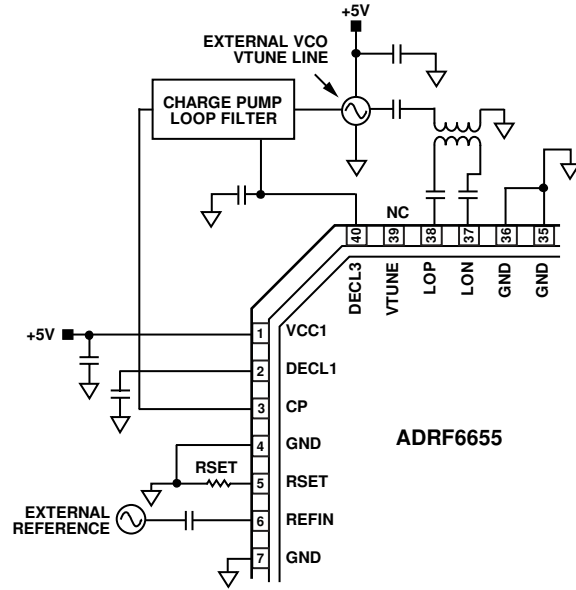 +5V
EXTERNAL VCO
VTUNE LINE
CHARGE PUMP
LOOP FILTER
NC
40
39
38
37
36
35
DECL3
VTUNE
LOP
LON
GND
GND
+5V
1
VCC1
2
DECL1
3
CP
4
GND
ADRF6655
RSET
5
RSET
EXTERNAL
REFERENCE
6
REFIN
7
GND